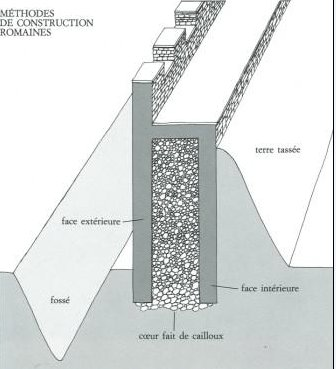 MÉTHODES
DE CONSTRUCTION
ROMAINES
terre tassée
face extérieure
face intérieure
fossé
cœur fait de cailloux